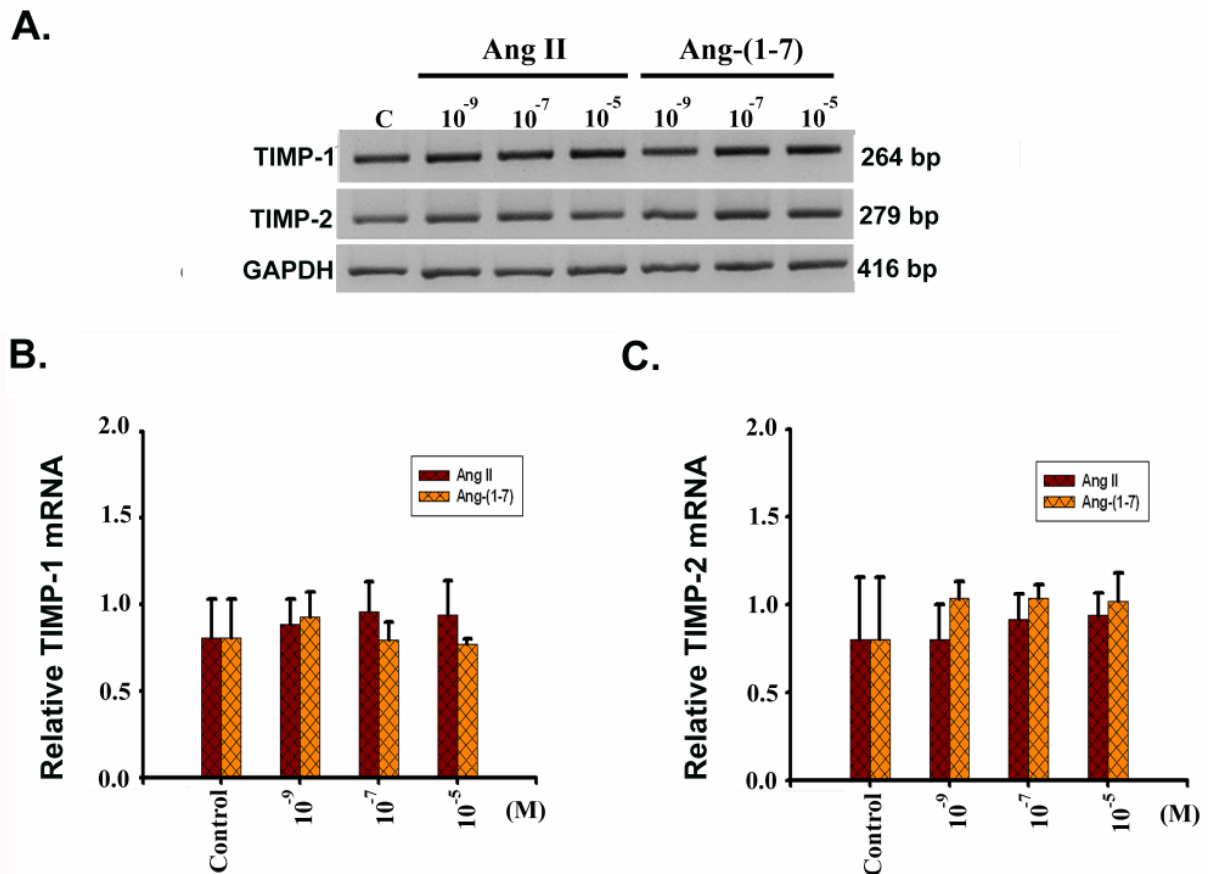 A.
Ang II Ang-(1-7)
C 10⁻⁹ 10⁻⁷ 10⁻⁵ 10⁻⁹ 10⁻⁷ 10⁻⁵
TIMP-1 264 bp
TIMP-2 279 bp
GAPDH 416 bp
B.
Relative TIMP-1 mRNA
2.0
1.5
1.0
0.5
0.0
Ang II
Ang-(1-7)
Control 10⁻⁹ 10⁻⁷ 10⁻⁵ (M)
C.
Relative TIMP-2 mRNA
2.0
1.5
1.0
0.5
0.0
Ang II
Ang-(1-7)
Control 10⁻⁹ 10⁻⁷ 10⁻⁵ (M)